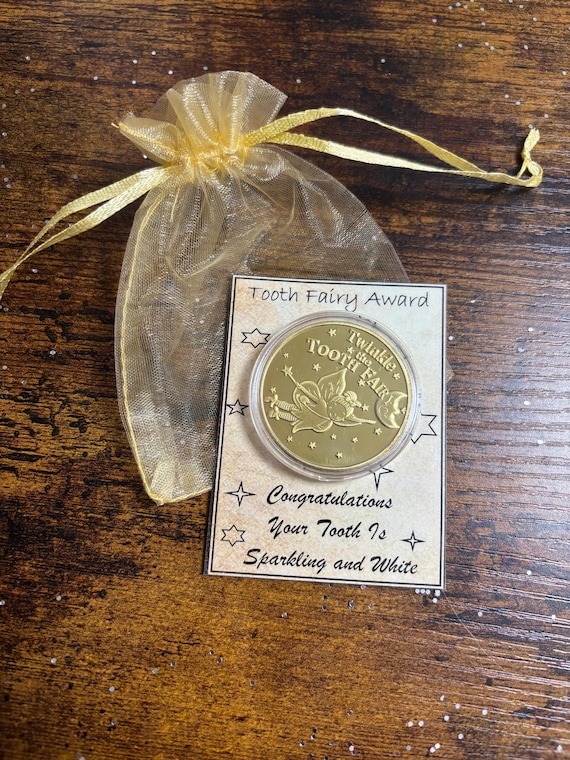 Tooth Fairy Award
Twinkle
the
TOOTH FAIRY
Congratulations
Your Tooth Is
Sparkling and White